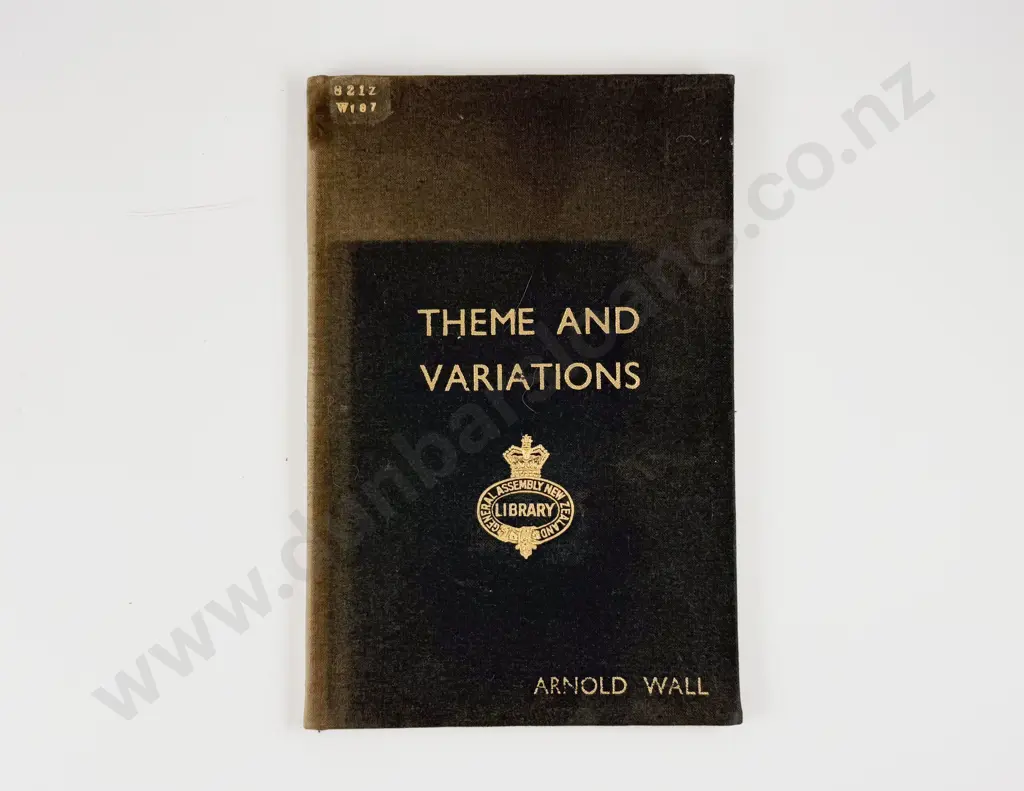 821Z
W187
THEME AND
VARIATIONS
GENERAL ASSEMBLY NEW ZEALAND
LIBRARY
ARNOLD WALL
www.dunbarsloane.co.nz